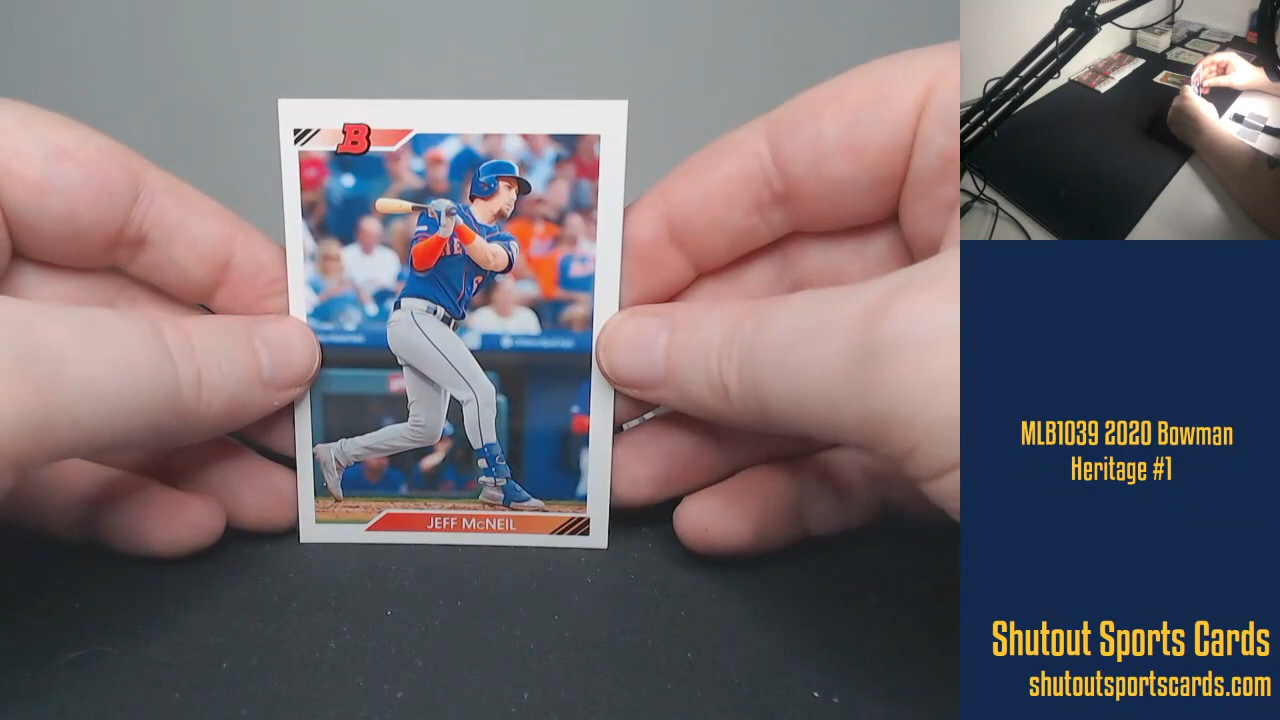 B
JEFF McNEIL
MLB1039 2020 Bowman
Heritage #1
Shutout Sports Cards
shutoutsportscards.com